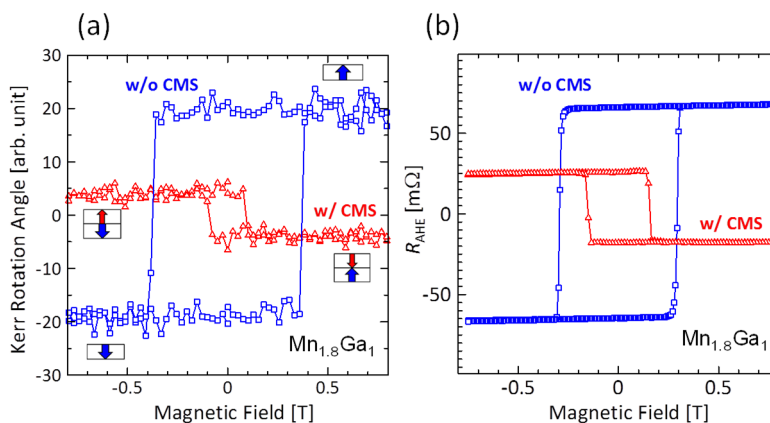 (a)
30
20
10
0
-10
-20
-30
Kerr Rotation Angle [arb. unit]
w/o CMS
w/ CMS
Mn1.8Ga1
-0.5
0
0.5
Magnetic Field [T]
(b)
50
0
-50
RAHE [mΩ]
w/o CMS
w/ CMS
Mn1.8Ga1
-0.5
0
0.5
Magnetic Field [T]